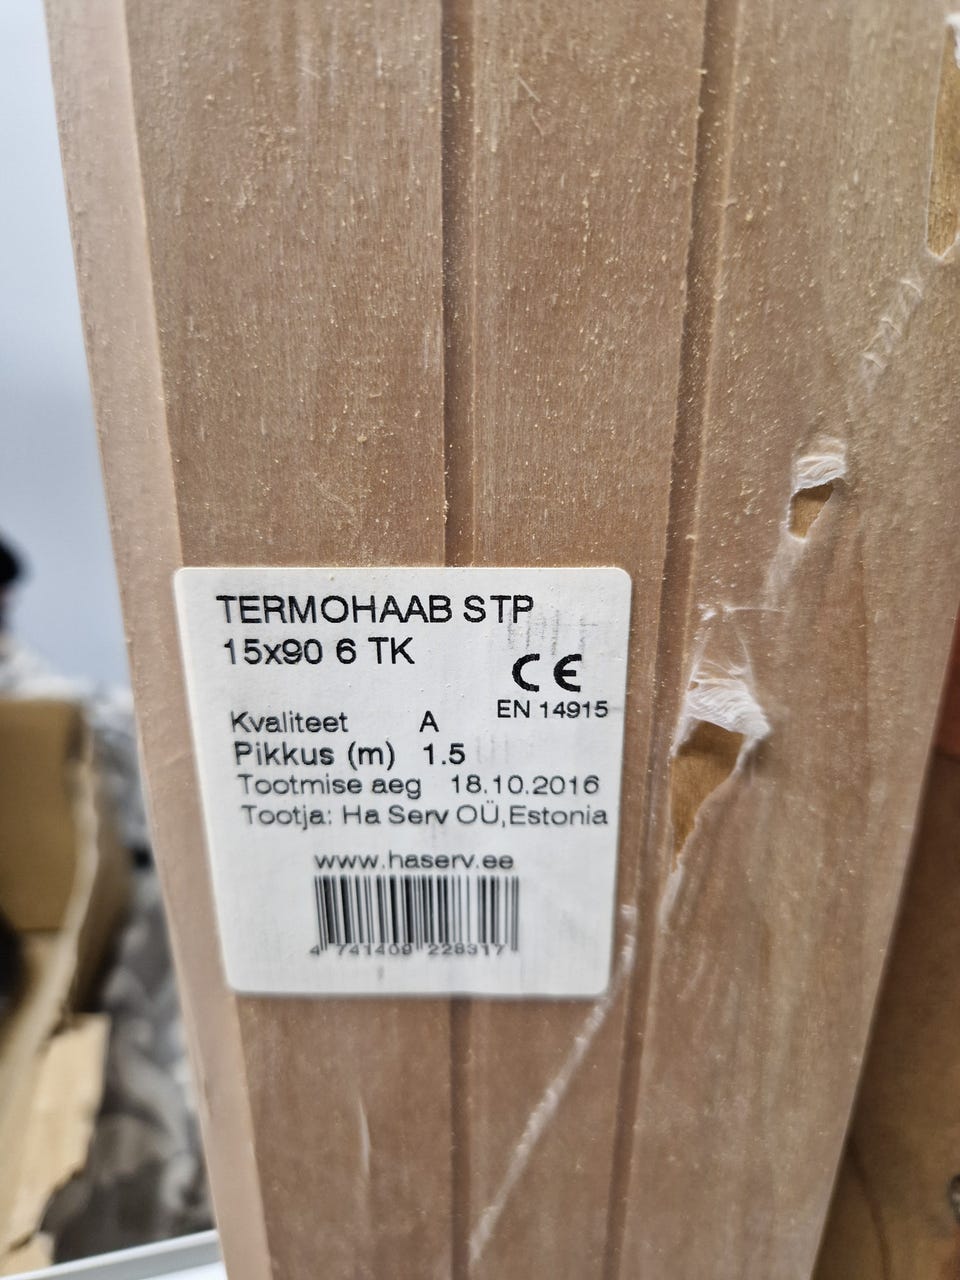 TERMOHAAB STP
15x90 6 TK
CE
EN 14915
Kvaliteet A
Pikkus (m) 1.5
Tootmise aeg 18.10.2016
Tootja: Ha Serv OÜ, Estonia
www.haserv.ee
4 741409 228317